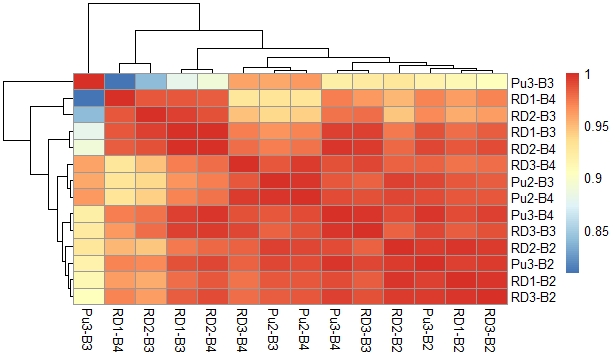 Pu3-B3
RD1-B4
RD2-B3
RD1-B3
RD2-B4
RD3-B4
Pu2-B3
Pu2-B4
Pu3-B4
RD3-B3
RD2-B2
Pu3-B2
RD1-B2
RD3-B2
1
0.95
0.9
0.85
Pu3-B3
RD1-B4
RD2-B3
RD1-B3
RD2-B4
RD3-B4
Pu2-B3
Pu2-B4
Pu3-B4
RD3-B3
RD2-B2
Pu3-B2
RD1-B2
RD3-B2